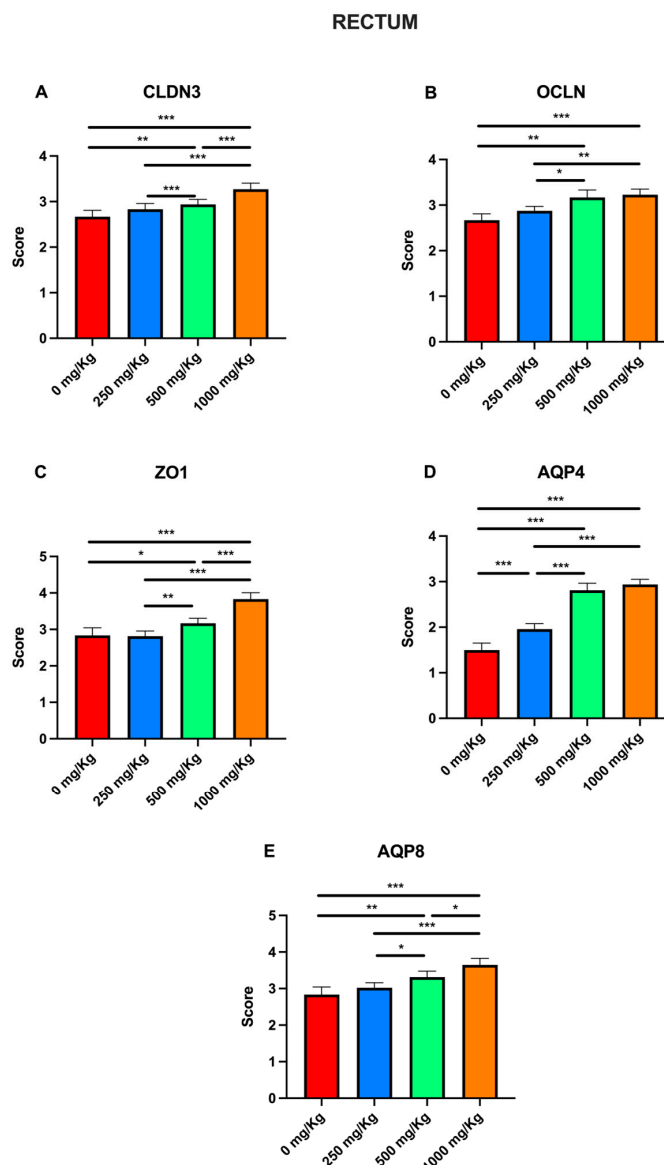 RECTUM
A
CLDN3
***
**
***
***
***
4
3
2
1
0
Score
0 mg/Kg
250 mg/Kg
500 mg/Kg
1000 mg/Kg
B
OCLN
***
**
**
*
4
3
2
1
0
Score
0 mg/Kg
250 mg/Kg
500 mg/Kg
1000 mg/Kg
C
ZO1
***
*
***
***
**
5
4
3
2
1
0
Score
0 mg/Kg
250 mg/Kg
500 mg/Kg
1000 mg/Kg
D
AQP4
***
***
***
***
***
4
3
2
1
0
Score
0 mg/Kg
250 mg/Kg
500 mg/Kg
1000 mg/Kg
E
AQP8
***
**
*
***
*
5
4
3
2
1
0
Score
0 mg/Kg
250 mg/Kg
500 mg/Kg
1000 mg/Kg